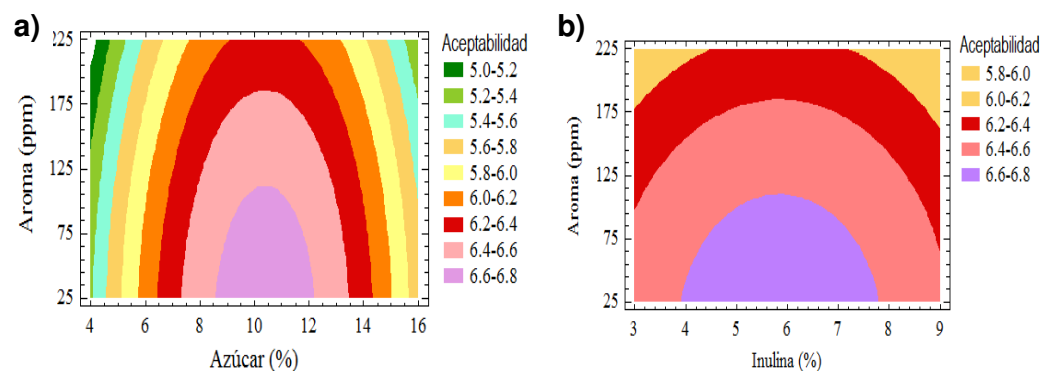 a)
Aroma (ppm)
225
175
125
75
25
4 6 8 10 12 14 16
Azúcar (%)
Aceptabilidad
5.0-5.2
5.2-5.4
5.4-5.6
5.6-5.8
5.8-6.0
6.0-6.2
6.2-6.4
6.4-6.6
6.6-6.8
b)
Aroma (ppm)
225
175
125
75
25
3 4 5 6 7 8 9
Inulina (%)
Aceptabilidad
5.8-6.0
6.0-6.2
6.2-6.4
6.4-6.6
6.6-6.8